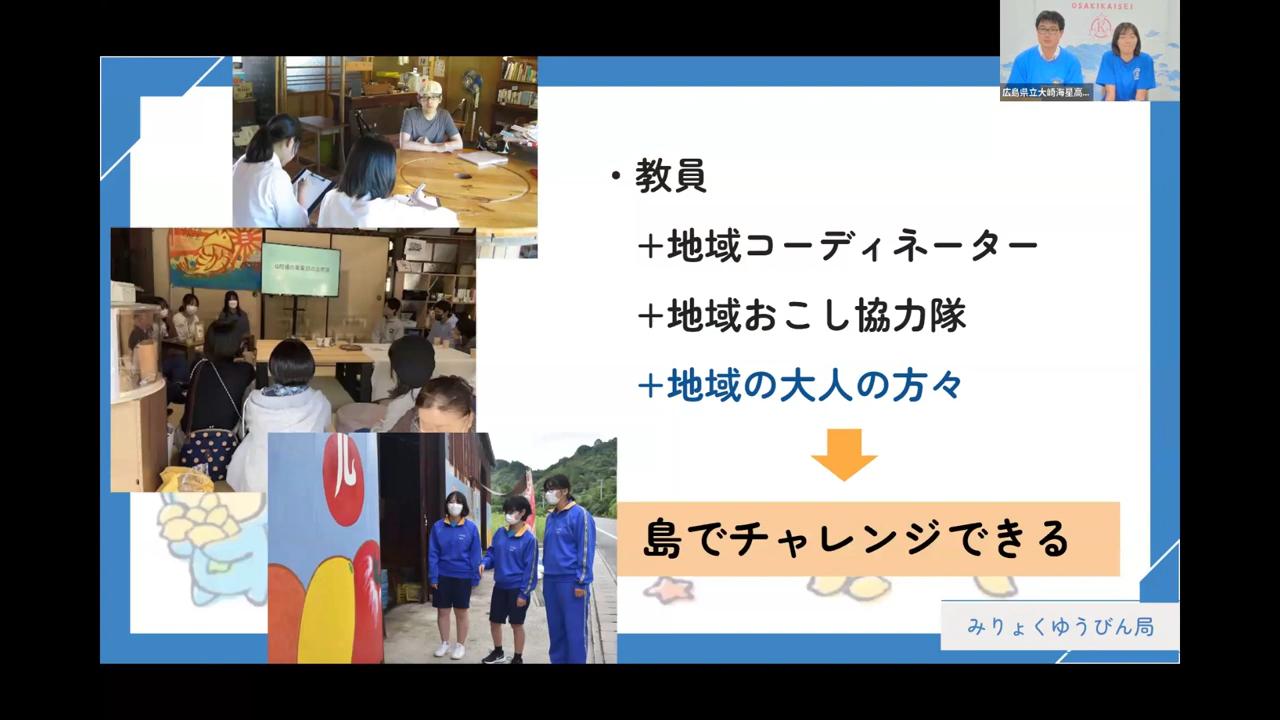 OSAKIKAISEI
K
広島県立大崎海星高...
・教員
+地域コーディネーター
+地域おこし協力隊
+地域の大人の方々
島でチャレンジできる
みりょくゆうびん局